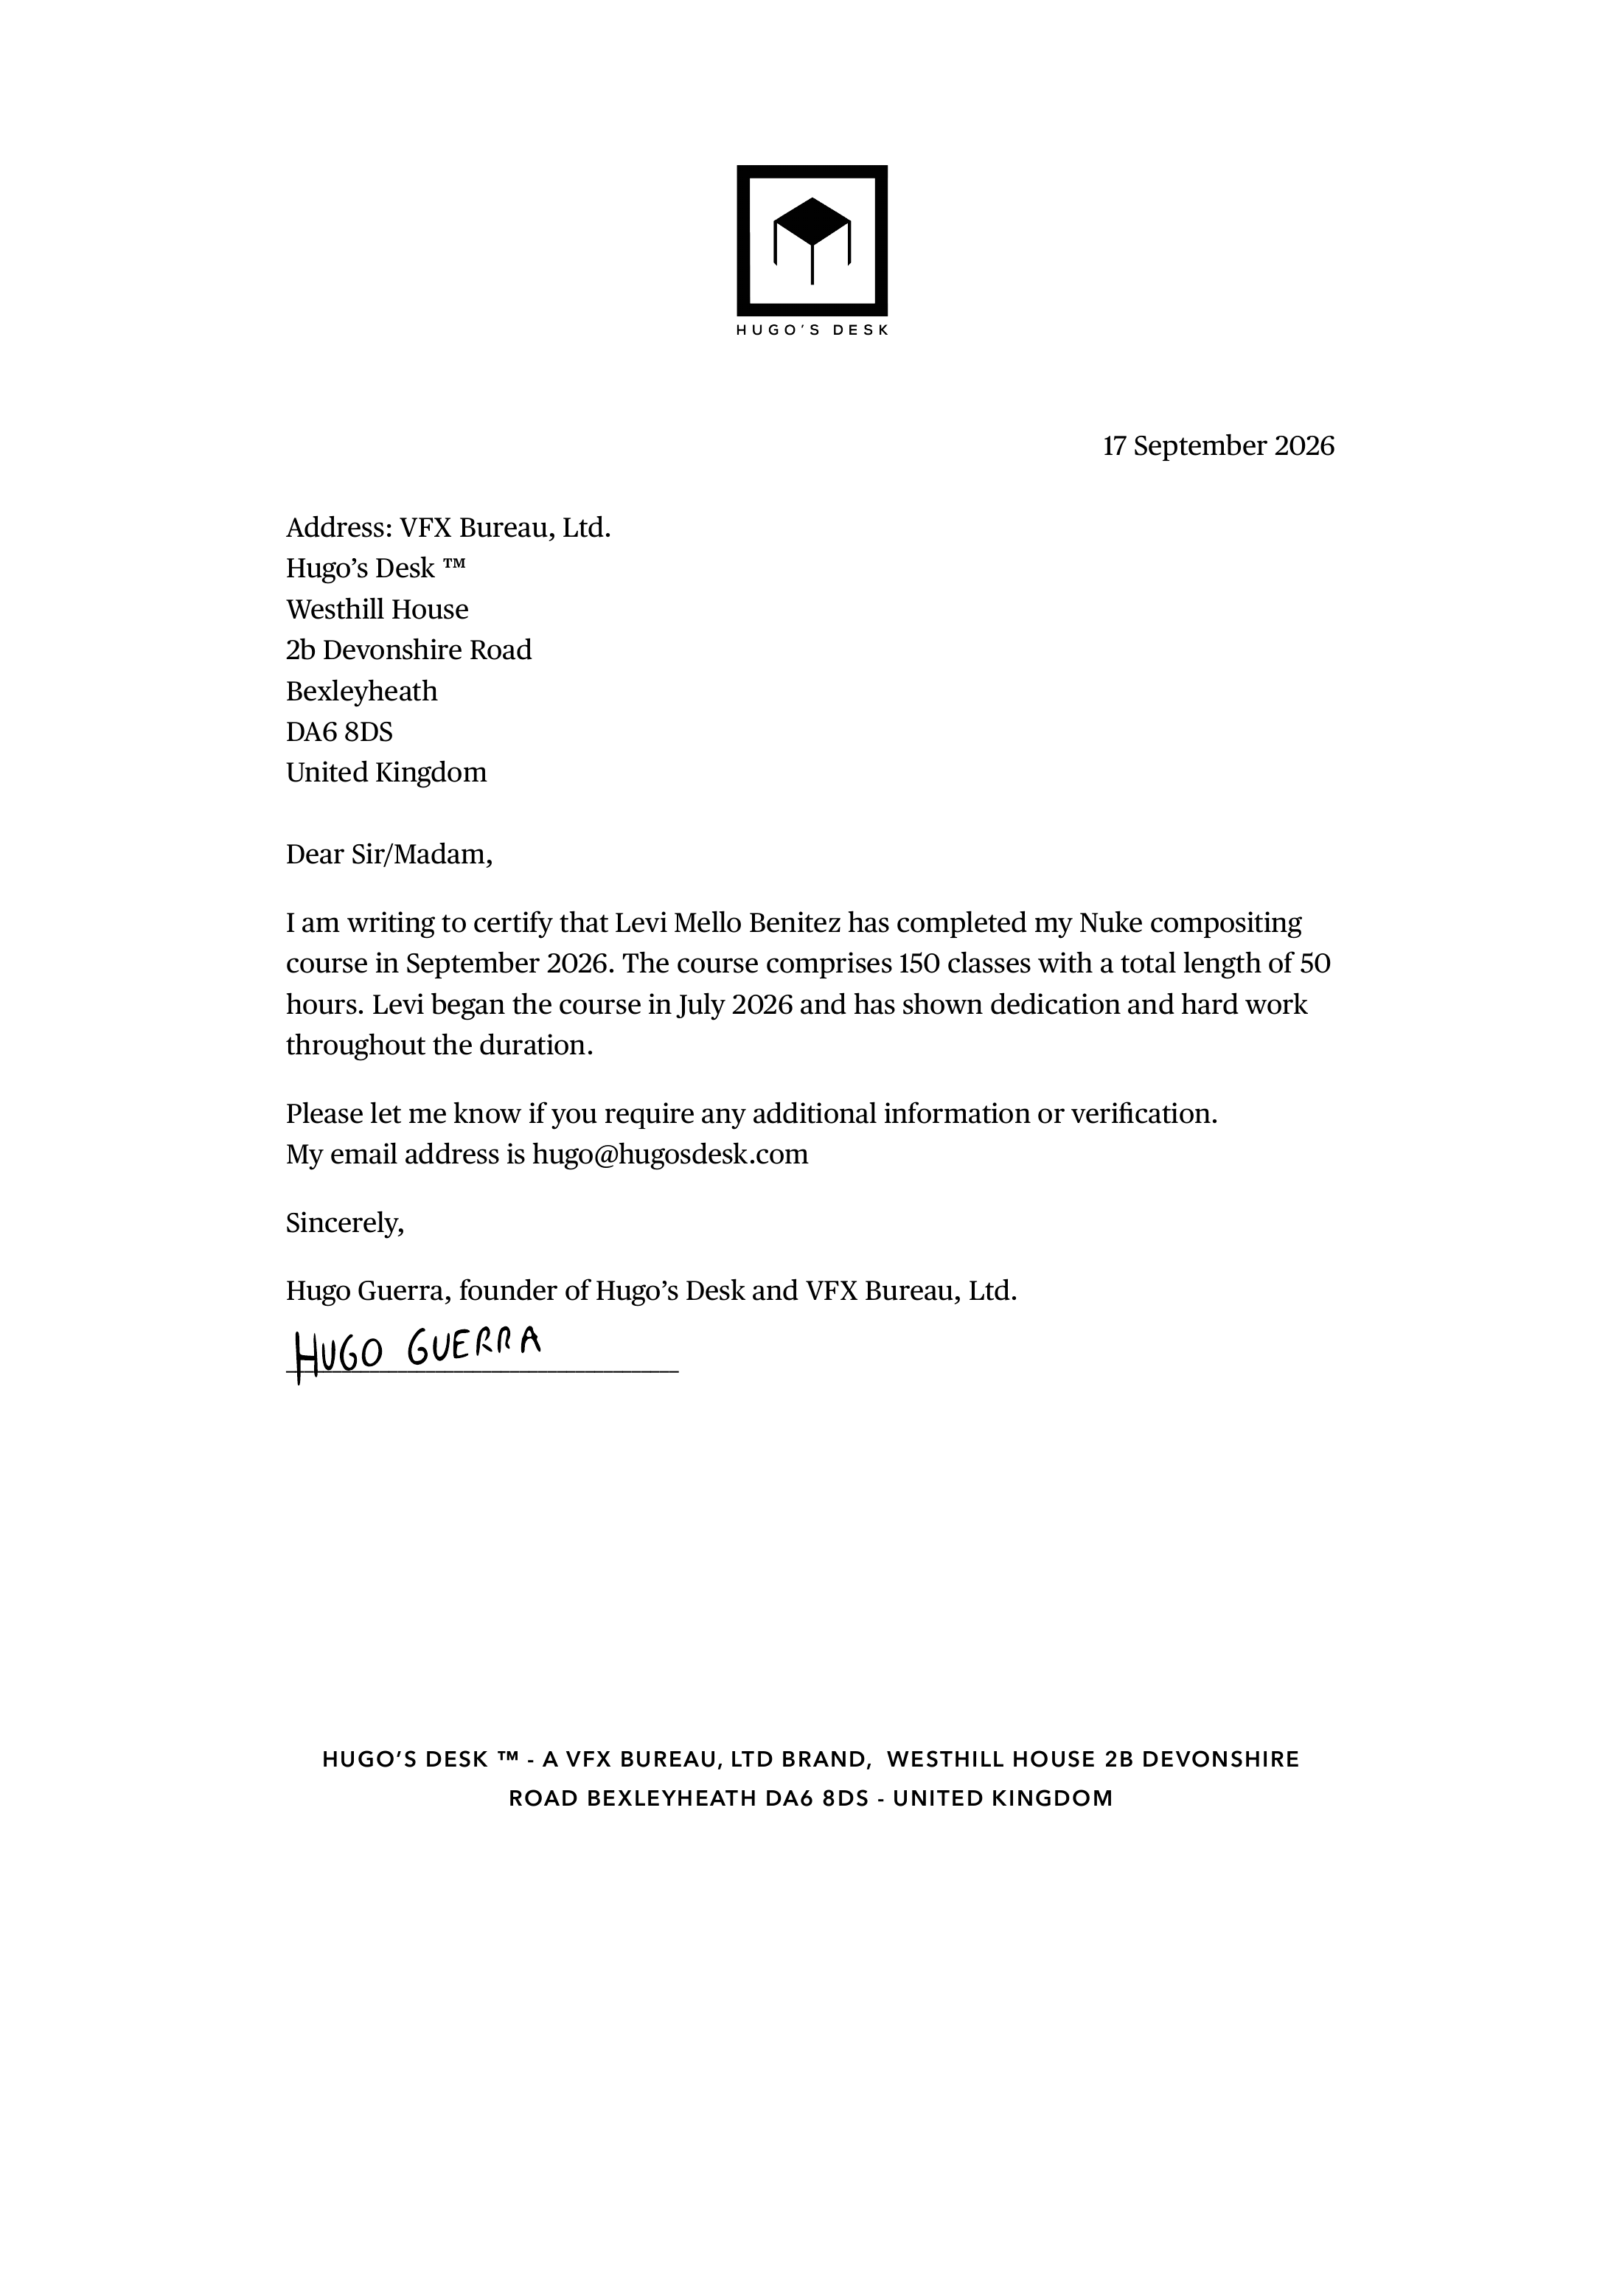 HUGO'S DESK
17 September 2026
Address: VFX Bureau, Ltd.
Hugo’s Desk ™
Westhill House
2b Devonshire Road
Bexleyheath
DA6 8DS
United Kingdom
Dear Sir/Madam,
I am writing to certify that Levi Mello Benitez has completed my Nuke compositing
course in September 2026. The course comprises 150 classes with a total length of 50
hours. Levi began the course in July 2026 and has shown dedication and hard work
throughout the duration.
Please let me know if you require any additional information or verification.
My email address is hugo@hugosdesk.com
Sincerely,
Hugo Guerra, founder of Hugo’s Desk and VFX Bureau, Ltd.
HUGO GUERRA
HUGO’S DESK ™ - A VFX BUREAU, LTD BRAND, WESTHILL HOUSE 2B DEVONSHIRE
ROAD BEXLEYHEATH DA6 8DS - UNITED KINGDOM